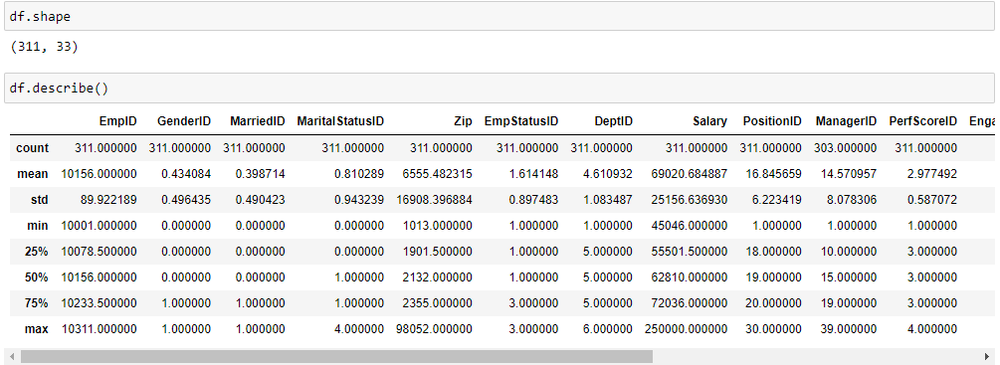 df.shape
(311, 33)
df.describe()
EmpID GenderID MarriedID MaritalStatusID Zip EmpStatusID DeptID Salary PositionID ManagerID PerfScoreID Enga
count 311.000000 311.000000 311.000000 311.000000 311.000000 311.000000 311.000000 311.000000 311.000000 303.000000 311.000000
mean 10156.000000 0.434084 0.398714 0.810289 6555.482315 1.614148 4.610932 69020.684887 16.845659 14.570957 2.977492
std 89.922189 0.496435 0.490423 0.943239 16908.396884 0.897483 1.083487 25156.636930 6.223419 8.078306 0.587072
min 10001.000000 0.000000 0.000000 0.000000 1013.000000 1.000000 1.000000 45046.000000 1.000000 1.000000 1.000000
25% 10078.500000 0.000000 0.000000 0.000000 1901.500000 1.000000 5.000000 55501.500000 18.000000 10.000000 3.000000
50% 10156.000000 0.000000 0.000000 1.000000 2132.000000 1.000000 5.000000 62810.000000 19.000000 15.000000 3.000000
75% 10233.500000 1.000000 1.000000 1.000000 2355.000000 3.000000 5.000000 72036.000000 20.000000 19.000000 3.000000
max 10311.000000 1.000000 1.000000 4.000000 98052.000000 3.000000 6.000000 250000.000000 30.000000 39.000000 4.000000